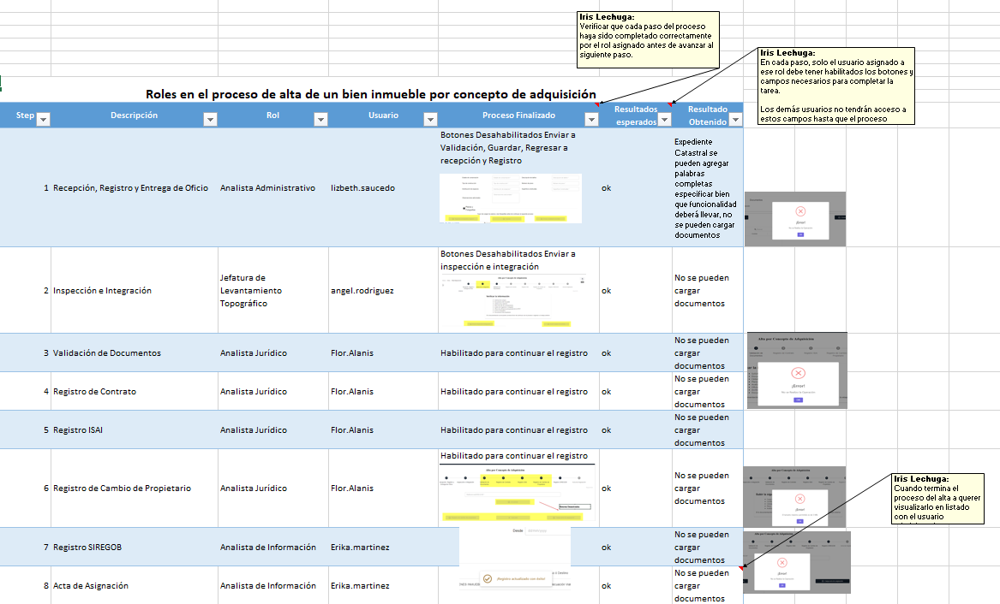 Iris Lechuga:
Verificar que cada paso del proceso
haya sido completado correctamente
por el rol asignado antes de avanzar al
siguiente paso.
Iris Lechuga:
En cada paso, solo el usuario asignado a
ese rol debe tener habilitados los botones y
campos necesarios para completar la
tarea.
Los demás usuarios no tendrán acceso a
estos campos hasta que el proceso
Roles en el proceso de alta de un bien inmueble por concepto de adquisición
Step Descripción Rol Usuario Proceso Finalizado Resultados esperados Resultado Obtenido
Botones Desahabilitados Enviar a
Validación, Guardar, Regresar a
recepción y Registro
1 Recepción, Registro y Entrega de Oficio Analista Administrativo lizbeth.saucedo ok
Expediente
Catastral se
pueden agregar
palabras
completas
especificar bien
que funcionalidad
deberá llevar, no
se pueden cargar
documentos
¡Error!
Botones Desahabilitados Enviar a
inspección e integración
2 Inspección e Integración
Jefatura de
Levantamiento
Topográfico
angel.rodriguez
ok
No se pueden
cargar
documentos
3 Validación de Documentos Analista Jurídico Flor.Alanis Habilitado para continuar el registro ok
No se pueden
cargar
documentos
Alta por Concepto de Adquisición
¡Error!
4 Registro de Contrato Analista Jurídico Flor.Alanis Habilitado para continuar el registro ok
No se pueden
cargar
documentos
5 Registro ISAI Analista Jurídico Flor.Alanis Habilitado para continuar el registro ok
No se pueden
cargar
documentos
Habilitado para continuar el registro
6 Registro de Cambio de Propietario Analista Jurídico Flor.Alanis ok
No se pueden
cargar
documentos
Iris Lechuga:
Cuando termina el
proceso del alta a querer
visualizarlo en listado
con el usuario
Desde
7 Registro SIREGOB Analista de Información Erika.martinez ok
No se pueden
cargar
documentos
¡Registro actualizado con éxito!
8 Acta de Asignación Analista de Información Erika.martinez ok
No se pueden
cargar
documentos